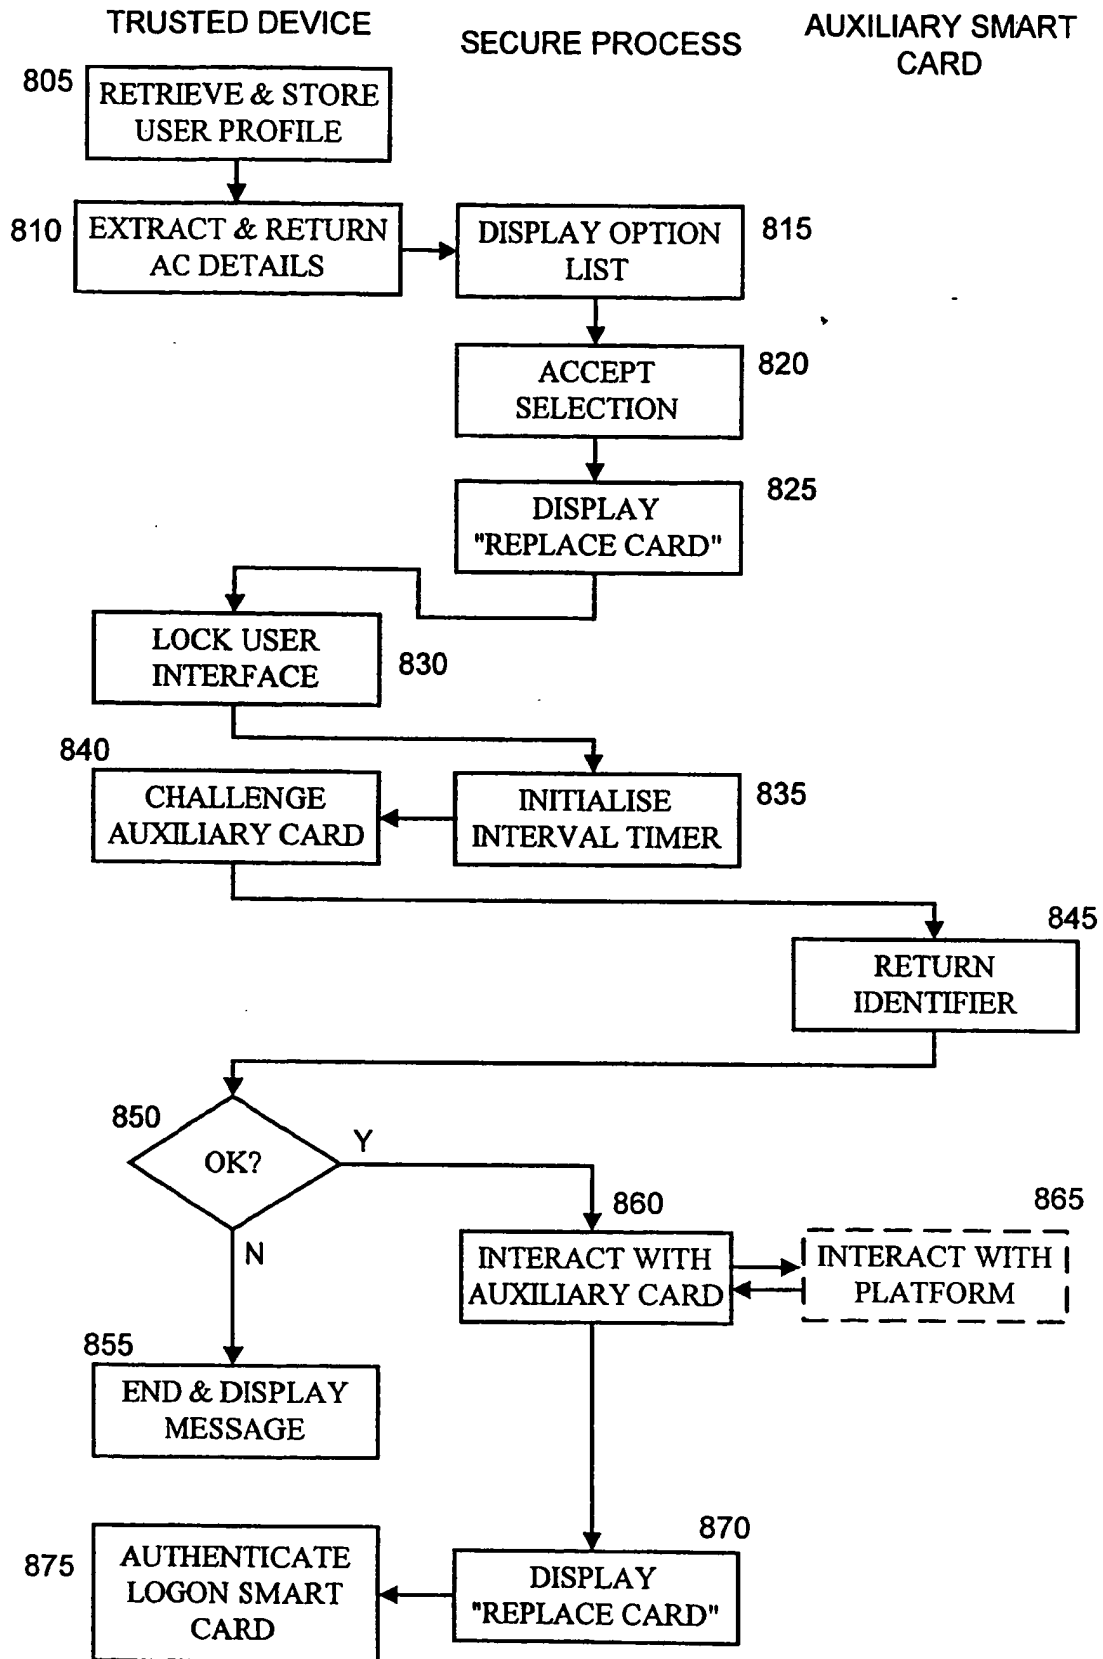 TRUSTED DEVICE
SECURE PROCESS
AUXILIARY SMART
CARD
805
RETRIEVE & STORE
USER PROFILE
810
EXTRACT & RETURN
AC DETAILS
DISPLAY OPTION
LIST
815
ACCEPT
SELECTION
820
DISPLAY
"REPLACE CARD"
825
LOCK USER
INTERFACE
830
840
CHALLENGE
AUXILIARY CARD
INITIALISE
INTERVAL TIMER
835
845
RETURN
IDENTIFIER
850
OK?
Y
N
860
INTERACT WITH
AUXILIARY CARD
865
INTERACT WITH
PLATFORM
855
END & DISPLAY
MESSAGE
870
DISPLAY
"REPLACE CARD"
875
AUTHENTICATE
LOGON SMART
CARD